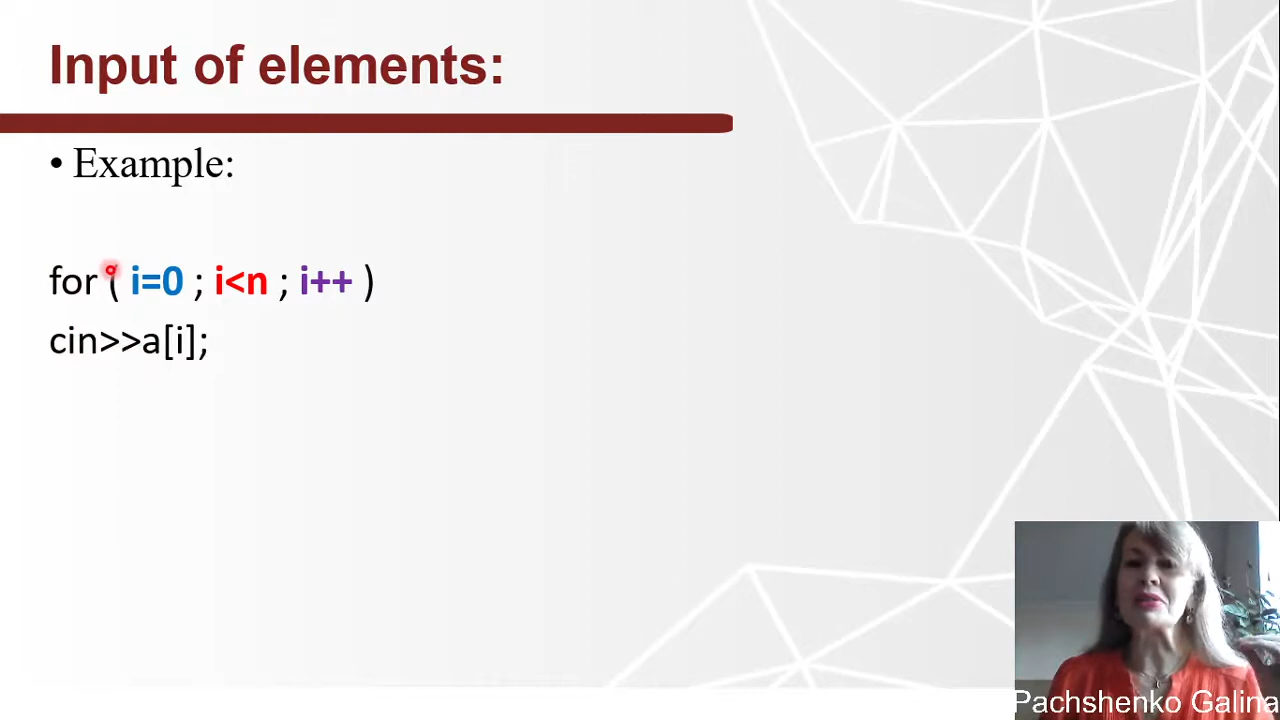 Input of elements:
• Example:
for ( i=0 ; i<n ; i++ )
cin>>a[i];
Pachshenko Galina